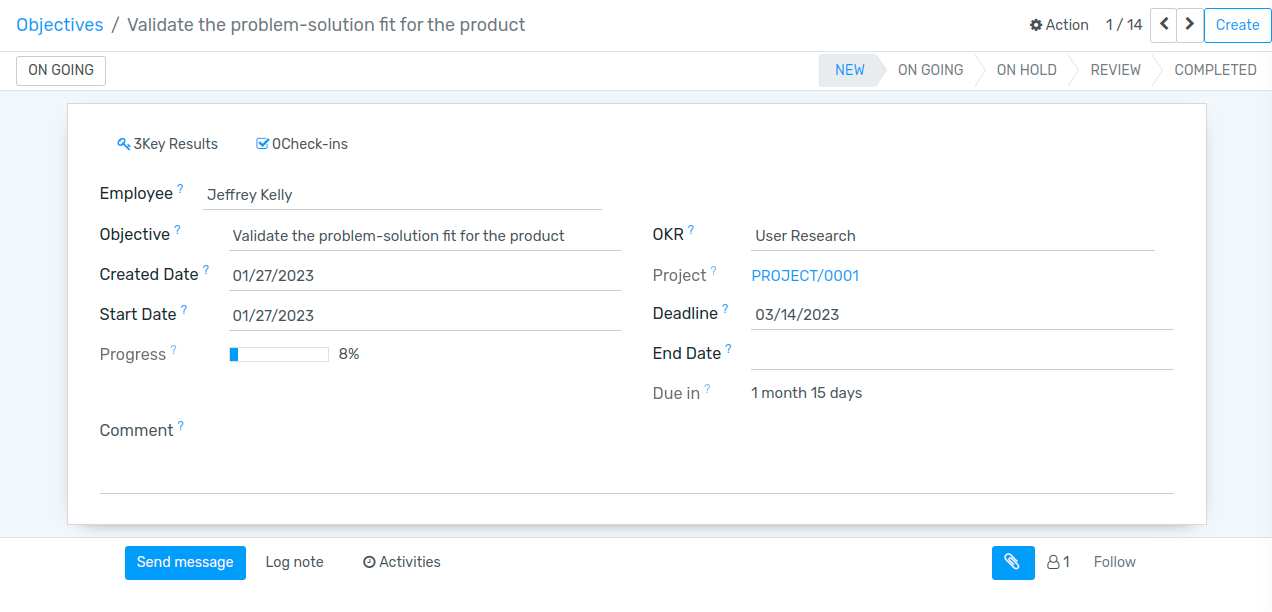 Objectives / Validate the problem-solution fit for the product
Action 1 / 14 Create
ON GOING NEW ON GOING ON HOLD REVIEW COMPLETED
3Key Results 0Check-ins
Employee ? Jeffrey Kelly
Objective ? Validate the problem-solution fit for the product OKR ? User Research
Created Date ? 01/27/2023 Project ? PROJECT/0001
Start Date ? 01/27/2023 Deadline ? 03/14/2023
Progress ? 8% End Date ?
Due in ? 1 month 15 days
Comment ?
Send message Log note Activities 1 Follow